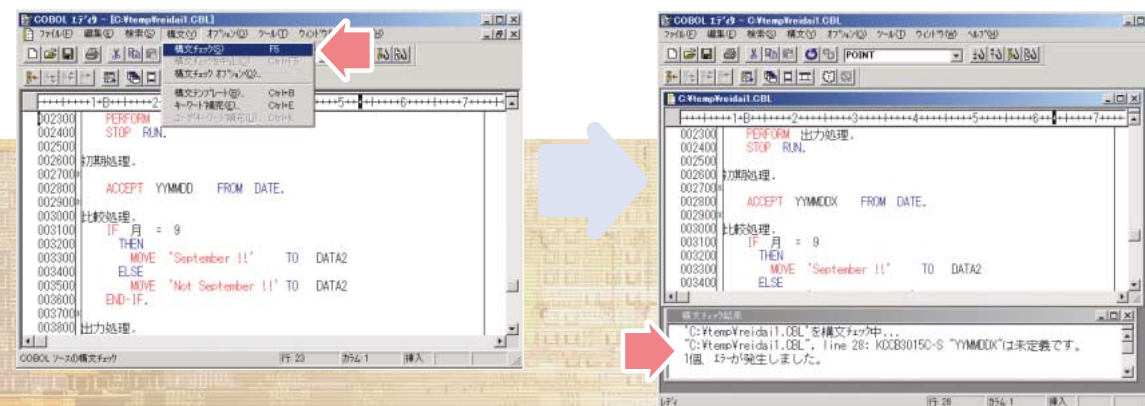 COBOL エディタ - [C:¥temp¥reidai1.CBL]
ファイル(F) 編集(E) 検索(S) 構文(Y) オプション(O) ツール(T)
構文チェック(S) F5
構文チェック オプション(O)...
構文テンプレート(B)... Ctrl+B
キーワード補完(E)... Ctrl+E
002300 PERFORM
002400 STOP RUN.
002500
002600 初期処理.
002700*
002800 ACCEPT YYMMDD FROM DATE.
002900*
003000 比較処理.
003100 IF 月 = 9
003200 THEN
003300 MOVE 'September !!' TO DATA2
003400 ELSE
003500 MOVE 'Not September !!' TO DATA2
003600 END-IF.
003700*
003800 出力処理.
COBOL ソースの構文チェック 行: 23 カラム: 1 挿入
COBOL エディタ - C:¥temp¥reidai1.CBL
ファイル(F) 編集(E) 検索(S) 構文(Y) オプション(O) ツール(T) ウィンドウ(W) ヘルプ(H)
POINT
C:¥temp¥reidai1.CBL
002300 PERFORM 出力処理.
002400 STOP RUN.
002500
002600 初期処理.
002700*
002800 ACCEPT YYMMDDX FROM DATE.
002900*
003000 比較処理.
003100 IF 月 = 9
003200 THEN
003300 MOVE 'September !!' TO DATA2
003400 ELSE
構文チェック結果
"C:¥temp¥reidai1.CBL"を構文チェック中...
"C:¥temp¥reidai1.CBL", line 28: KCCB3015C-S "YYMMDDX"は未定義です。
1個 エラーが発生しました。
レディ 行: 28 カラム: 1 挿入